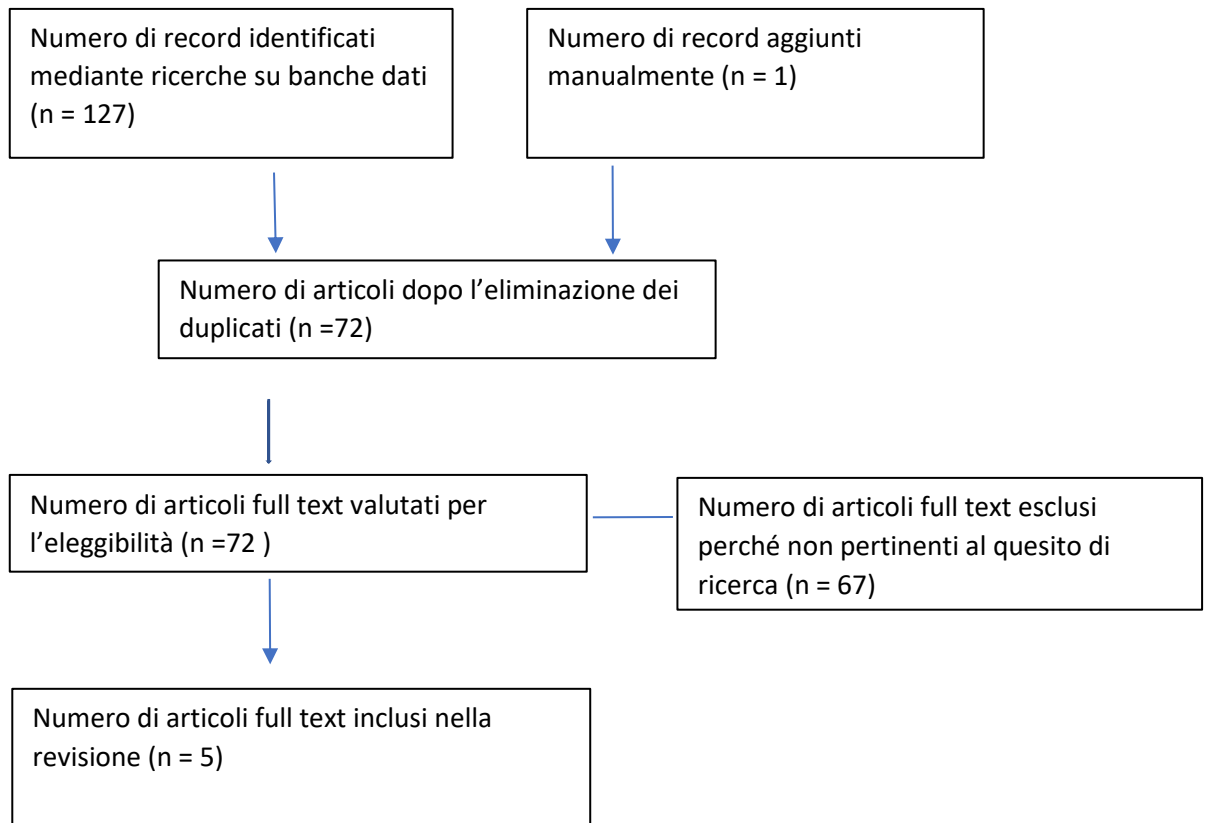 Numero di record identificati
mediante ricerche su banche dati
(n = 127)
Numero di record aggiunti
manualmente (n = 1)
Numero di articoli dopo l’eliminazione dei
duplicati (n =72)
Numero di articoli full text valutati per
l’eleggibilità (n =72 )
Numero di articoli full text esclusi
perché non pertinenti al quesito di
ricerca (n = 67)
Numero di articoli full text inclusi nella
revisione (n = 5)